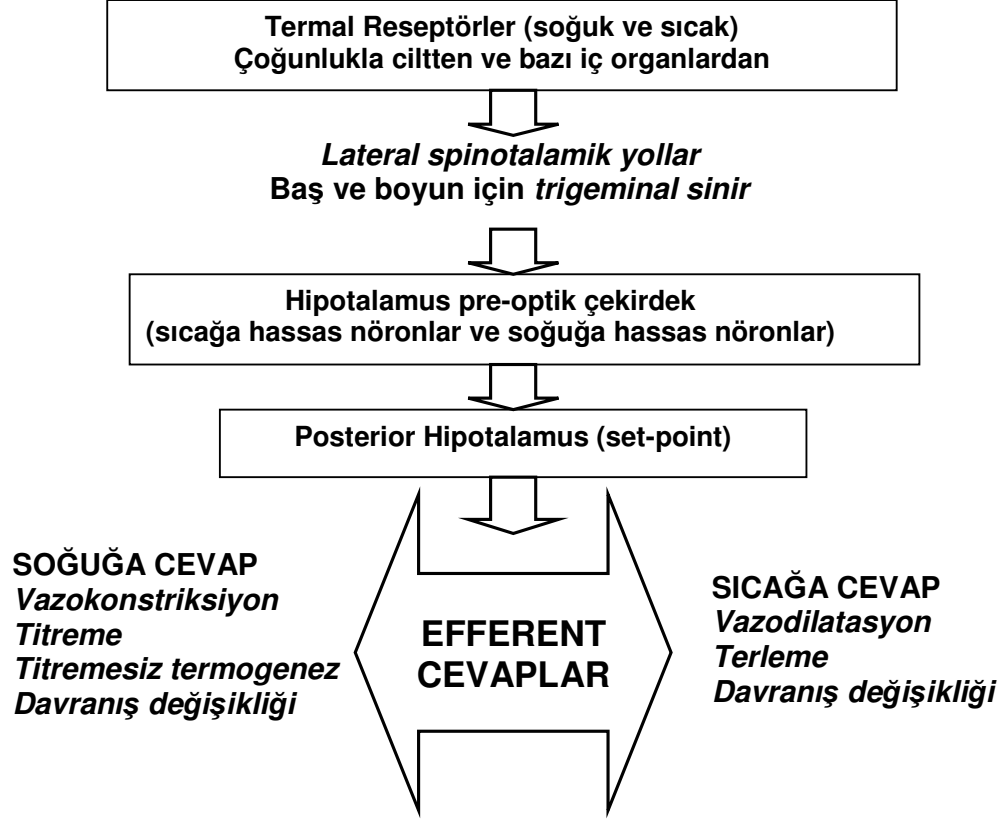 Termal Reseptörler (soğuk ve sıcak)
Çoğunlukla ciltten ve bazı iç organlardan
Lateral spinotalamik yollar
Baş ve boyun için trigeminal sinir
Hipotalamus pre-optik çekirdek
(sıcağa hassas nöronlar ve soğuğa hassas nöronlar)
Posterior Hipotalamus (set-point)
SOĞUĞA CEVAP
Vazokonstriksiyon
Titreme
Titremesiz termogenez
Davranış değişikliği
EFFERENT
CEVAPLAR
SICAĞA CEVAP
Vazodilatasyon
Terleme
Davranış değişikliği